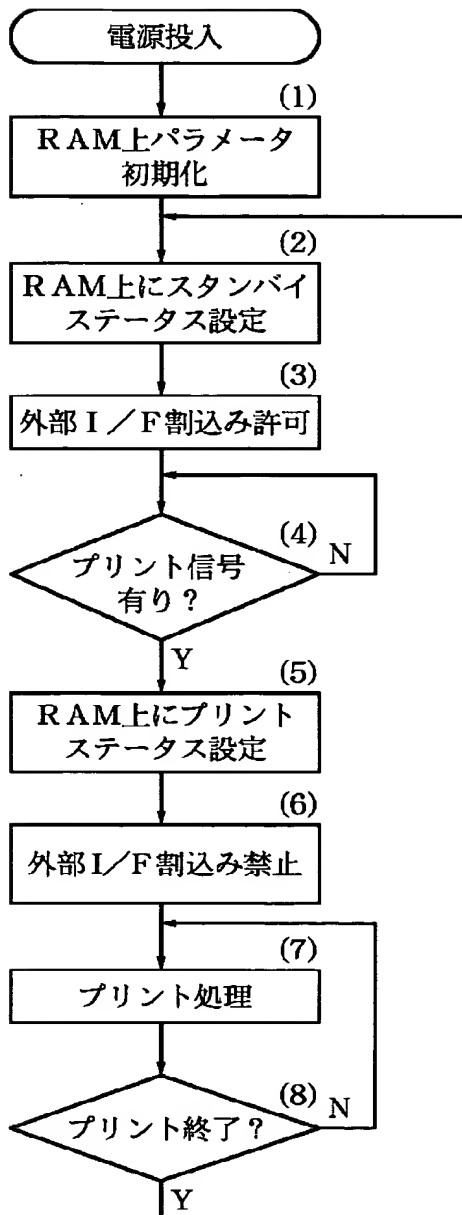 電源投入
(1)
RAM上パラメータ
初期化
(2)
RAM上にスタンバイ
ステータス設定
(3)
外部I/F割込み許可
(4)
プリント信号
有り?
N
Y
(5)
RAM上にプリント
ステータス設定
(6)
外部I/F割込み禁止
(7)
プリント処理
(8)
プリント終了?
N
Y